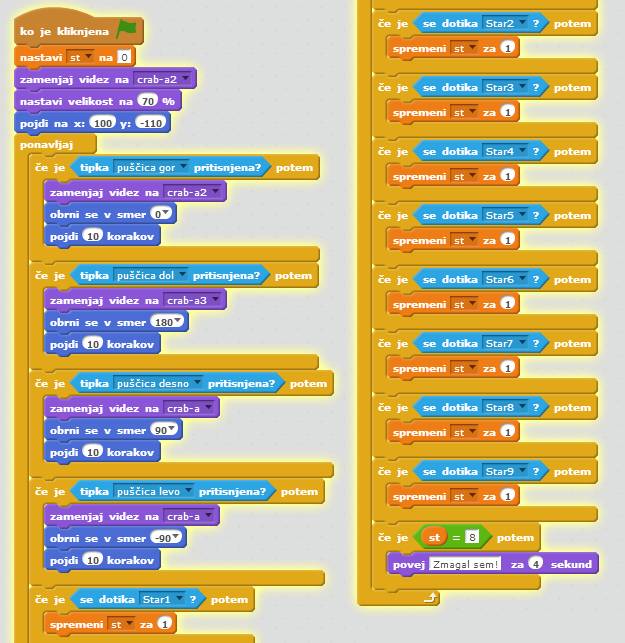 ko je kliknjena
nastavi st na 0
zamenjaj videz na crab-a2
nastavi velikost na 70 %
pojdi na x: 100 y: -110
ponavljaj
če je tipka puščica gor pritisnjena? potem
zamenjaj videz na crab-a2
obrni se v smer 0
pojdi 10 korakov
če je tipka puščica dol pritisnjena? potem
zamenjaj videz na crab-a3
obrni se v smer 180
pojdi 10 korakov
če je tipka puščica desno pritisnjena? potem
zamenjaj videz na crab-a
obrni se v smer 90
pojdi 10 korakov
če je tipka puščica levo pritisnjena? potem
zamenjaj videz na crab-a
obrni se v smer -90
pojdi 10 korakov
če je se dotika Star1 ? potem
spremeni st za 1
če je se dotika Star2 ? potem
spremeni st za 1
če je se dotika Star3 ? potem
spremeni st za 1
če je se dotika Star4 ? potem
spremeni st za 1
če je se dotika Star5 ? potem
spremeni st za 1
če je se dotika Star6 ? potem
spremeni st za 1
če je se dotika Star7 ? potem
spremeni st za 1
če je se dotika Star8 ? potem
spremeni st za 1
če je se dotika Star9 ? potem
spremeni st za 1
če je st = 8 potem
povej Zmagal sem! za 4 sekund